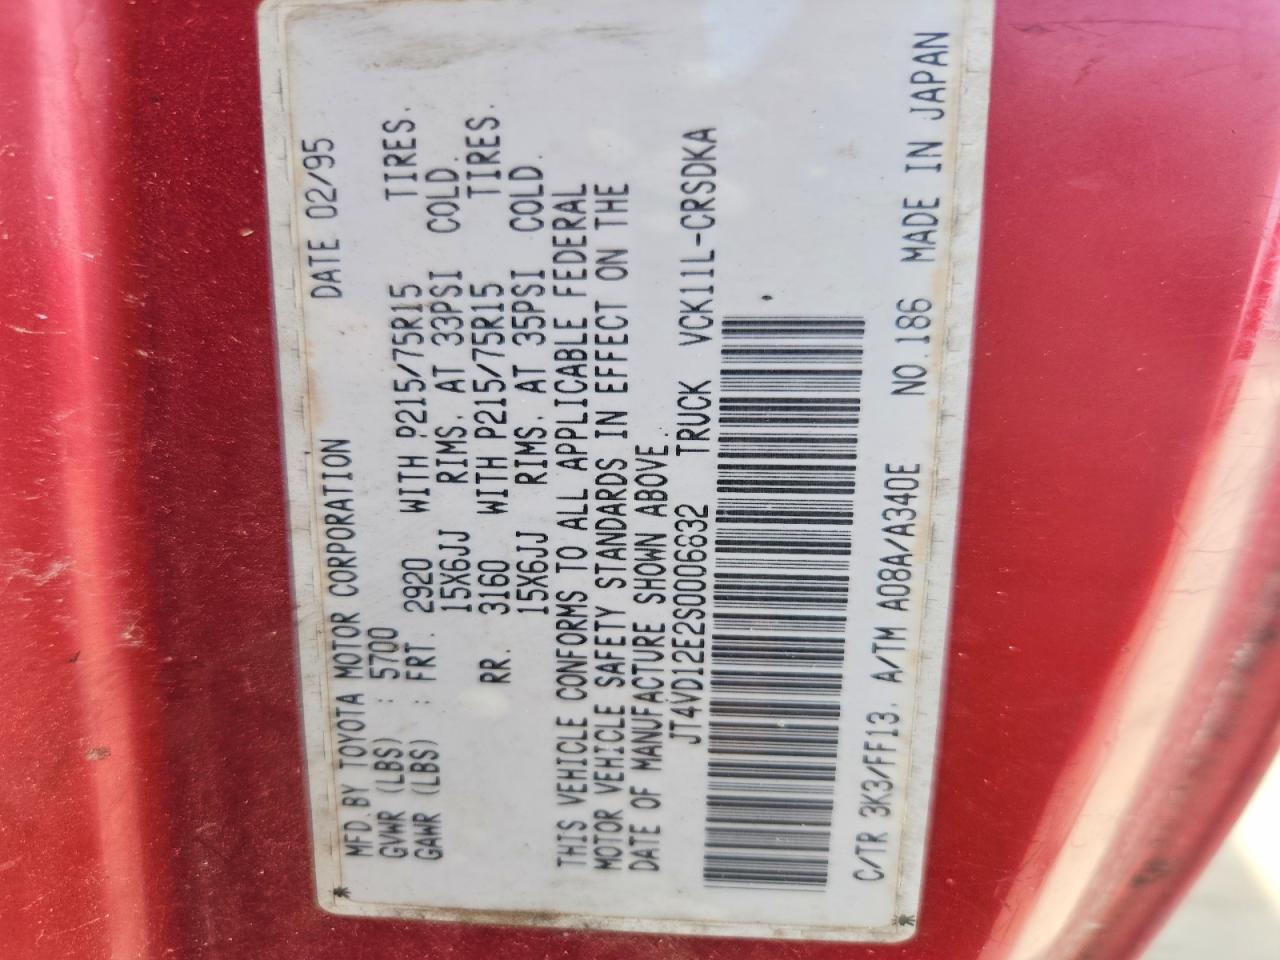 MFD.BY TOYOTA MOTOR CORPORATION DATE 02/95
GVWR (LBS) : 5700
GAWR (LBS) : FRT. 2920 WITH P215/75R15 TIRES.
15X6JJ RIMS. AT 33PSI COLD.
RR. 3160 WITH P215/75R15 TIRES.
15X6JJ RIMS. AT 35PSI COLD.
THIS VEHICLE CONFORMS TO ALL APPLICABLE FEDERAL
MOTOR VEHICLE SAFETY STANDARDS IN EFFECT ON THE
DATE OF MANUFACTURE SHOWN ABOVE.
JT4VD12E2S0006832 TRUCK VCK11L-CRSDKA
C/TR 3K3/FF13. A/TM A08A/A340E NO.186 MADE IN JAPAN